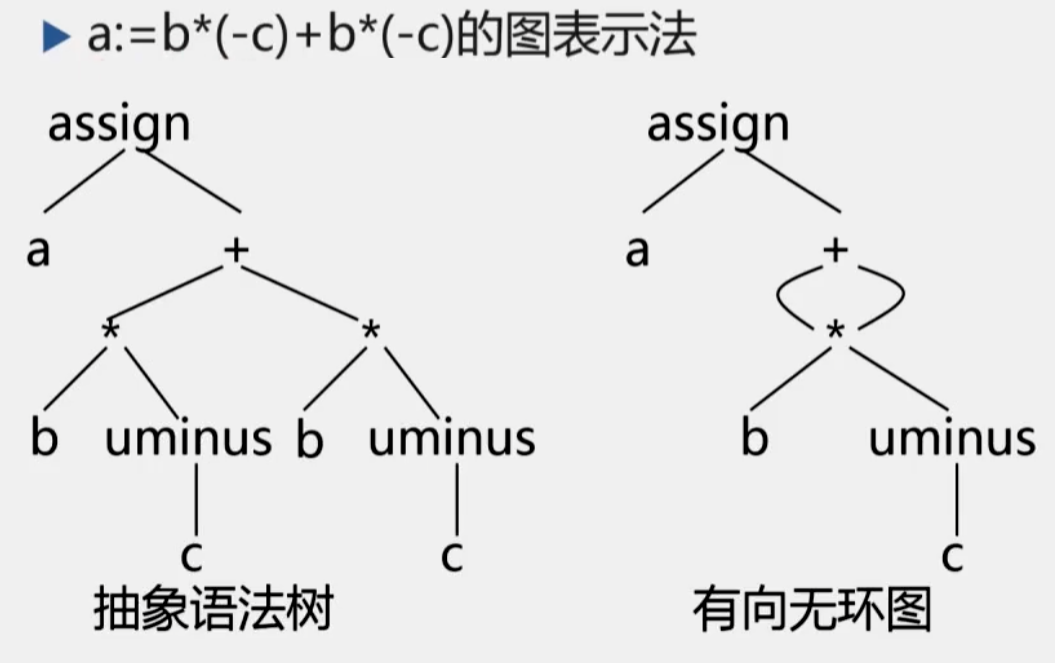 ▶ a:=b*(-c)+b*(-c)的图表示法
assign assign
a + a +
* * *
b uminus b uminus b uminus
c c c
抽象语法树 有向无环图